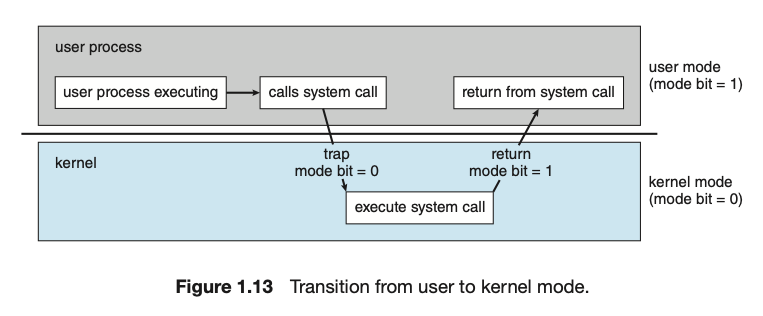 user process
user process executing
calls system call
return from system call
user mode
(mode bit = 1)
kernel
trap
mode bit = 0
return
mode bit = 1
execute system call
kernel mode
(mode bit = 0)
Figure 1.13 Transition from user to kernel mode.